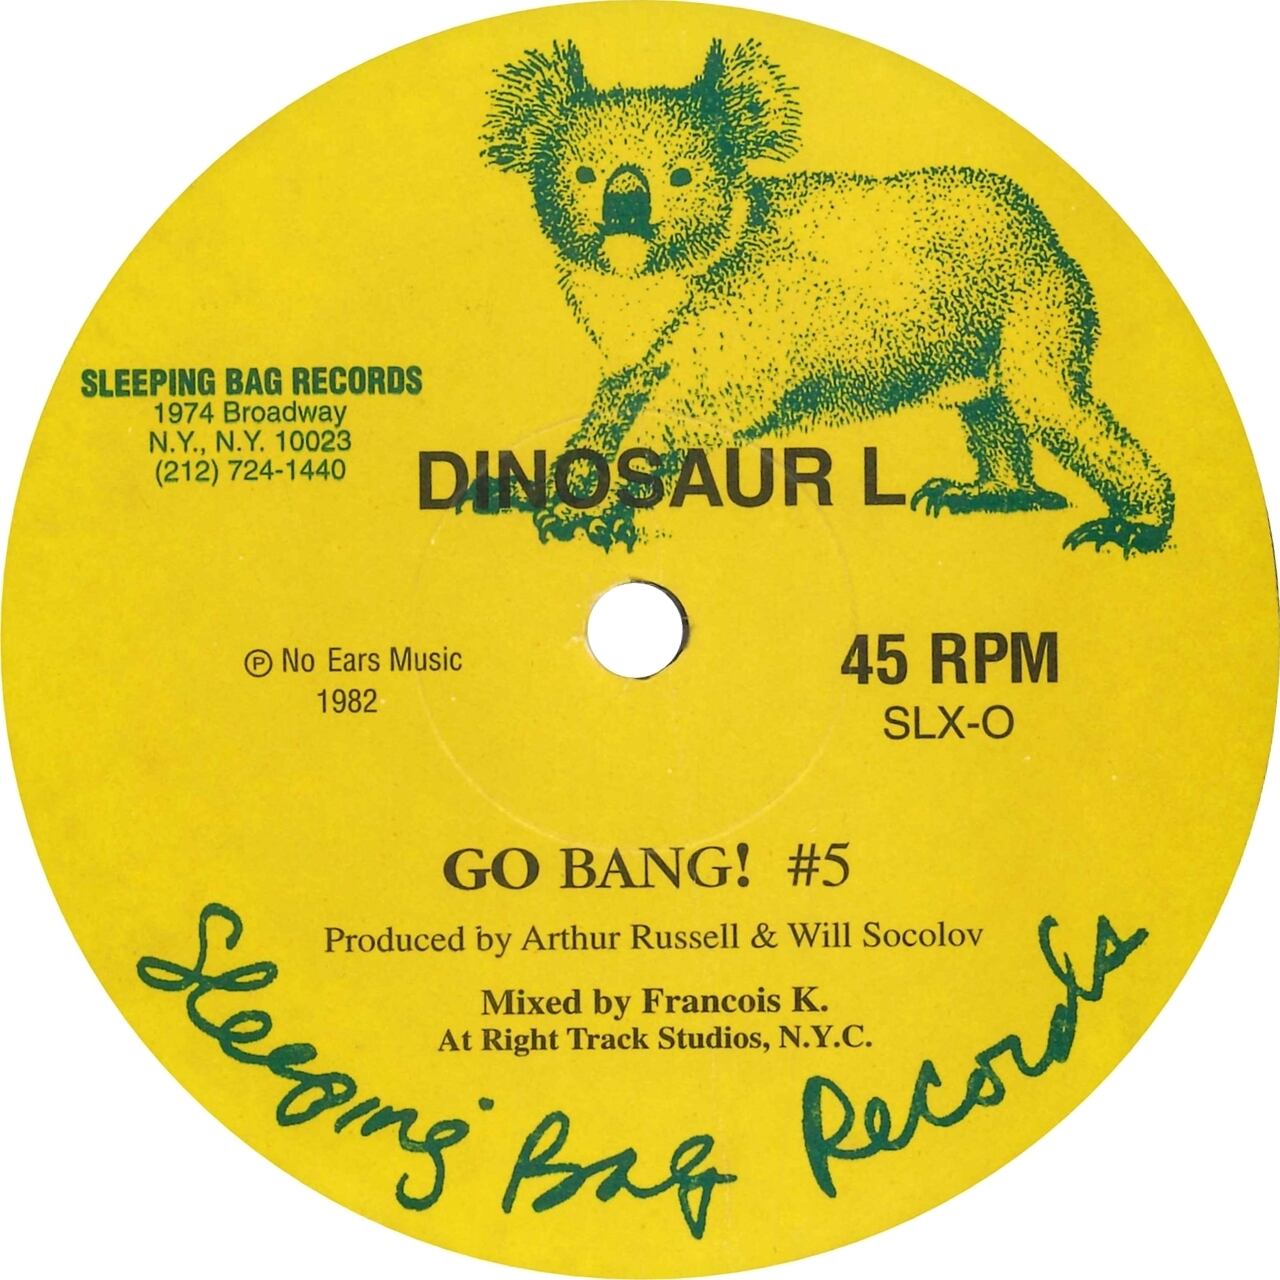 SLEEPING BAG RECORDS
1974 Broadway
N.Y., N.Y. 10023
(212) 724-1440
DINOSAUR L
℗ No Ears Music
1982
45 RPM
SLX-O
GO BANG! #5
Produced by Arthur Russell & Will Socolov
Mixed by Francois K.
At Right Track Studios, N.Y.C.
Sleeping Bag Records